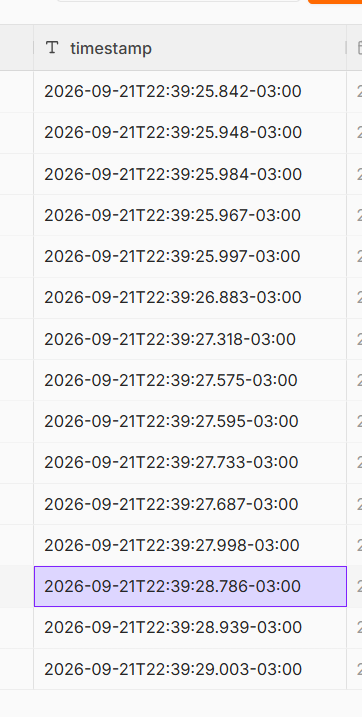 timestamp
2026-09-21T22:39:25.842-03:00
2026-09-21T22:39:25.948-03:00
2026-09-21T22:39:25.984-03:00
2026-09-21T22:39:25.967-03:00
2026-09-21T22:39:25.997-03:00
2026-09-21T22:39:26.883-03:00
2026-09-21T22:39:27.318-03:00
2026-09-21T22:39:27.575-03:00
2026-09-21T22:39:27.595-03:00
2026-09-21T22:39:27.733-03:00
2026-09-21T22:39:27.687-03:00
2026-09-21T22:39:27.998-03:00
2026-09-21T22:39:28.786-03:00
2026-09-21T22:39:28.939-03:00
2026-09-21T22:39:29.003-03:00